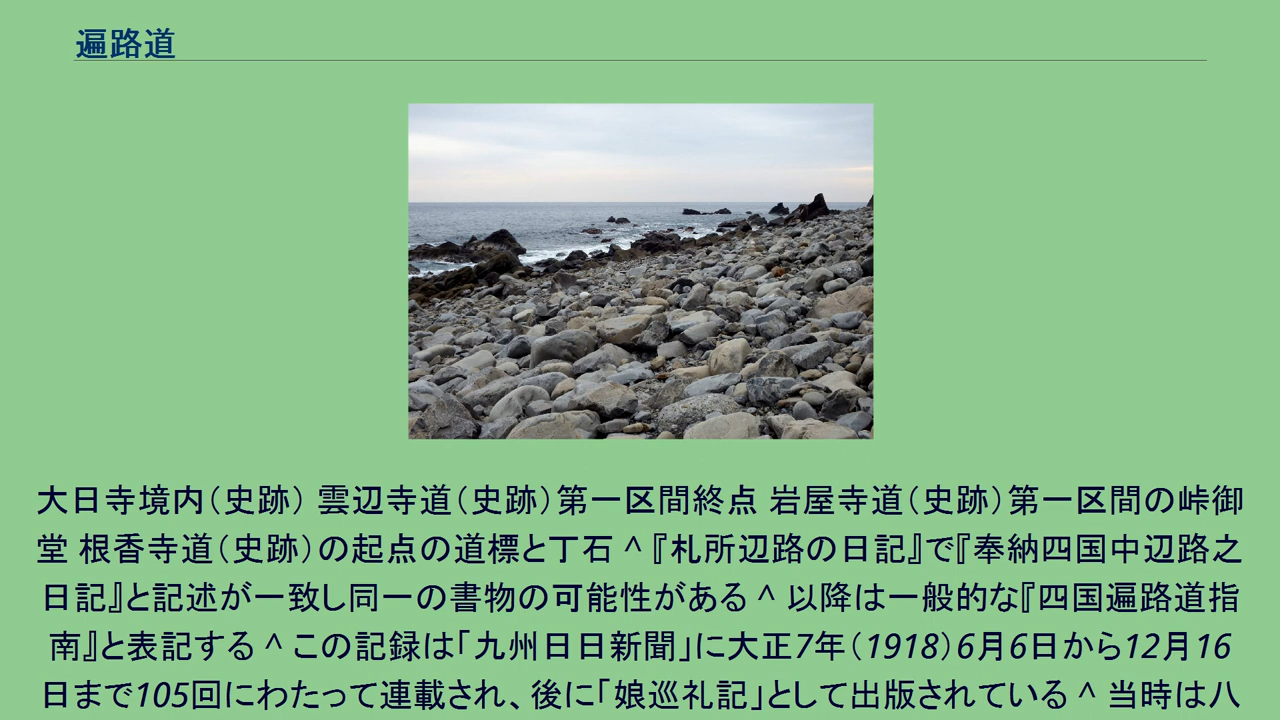 遍路道
大日寺境内（史跡） 雲辺寺道（史跡）第一区間終点 岩屋寺道（史跡）第一区間の峠御
堂 根香寺道（史跡）の起点の道標と丁石 ^『札所辺路の日記』で『奉納四国中辺路之
日記』と記述が一致し同一の書物の可能性がある ^ 以降は一般的な『四国遍路道指
南』と表記する ^ この記録は「九州日日新聞」に大正7年（1918）6月6日から12月16
日まで105回にわたって連載され、後に「娘巡礼記」として出版されている ^ 当時は八